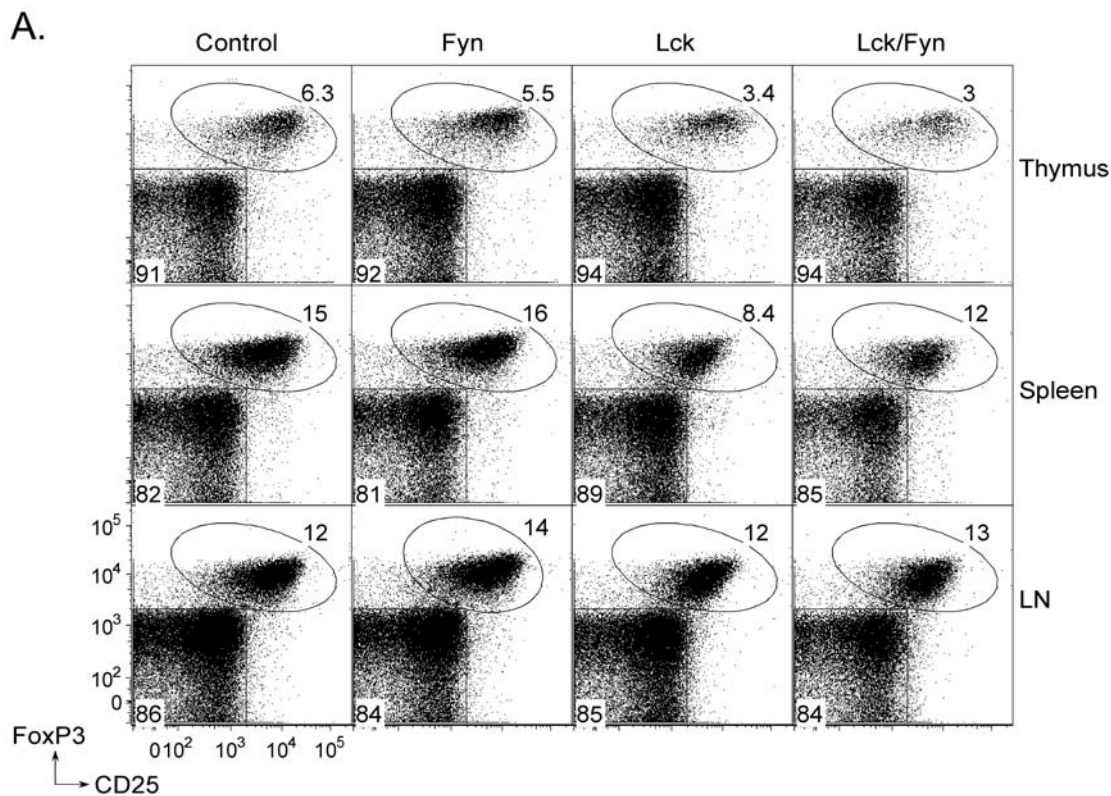 A.
Control Fyn Lck Lck/Fyn
6.3 5.5 3.4 3
Thymus
91 92 94 94
15 16 8.4 12
Spleen
82 81 89 85
10⁵ 12 14 12 13
10⁴
LN
10³
10²
0
86 84 85 84
FoxP3
0 10² 10³ 10⁴ 10⁵
CD25